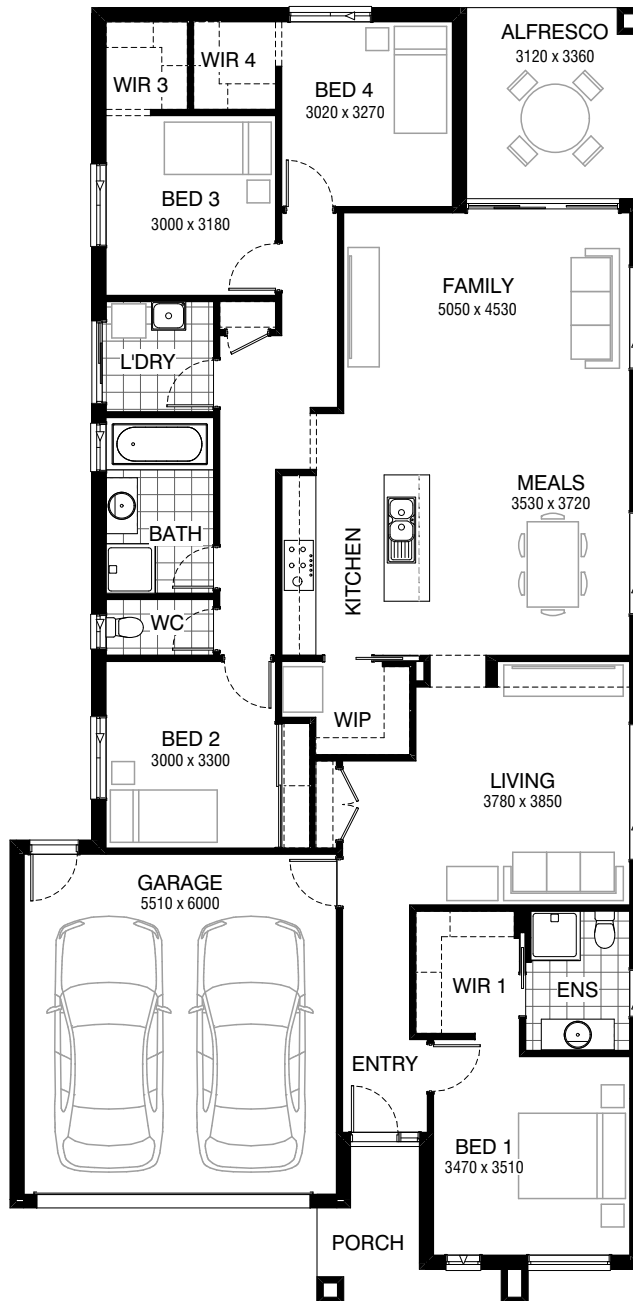 ALFRESCO
3120 x 3360
WIR 3
WIR 4
BED 4
3020 x 3270
BED 3
3000 x 3180
FAMILY
5050 x 4530
L'DRY
MEALS
3530 x 3720
BATH
KITCHEN
WC
WIP
BED 2
3000 x 3300
LIVING
3780 x 3850
GARAGE
5510 x 6000
WIR 1
ENS
ENTRY
BED 1
3470 x 3510
PORCH